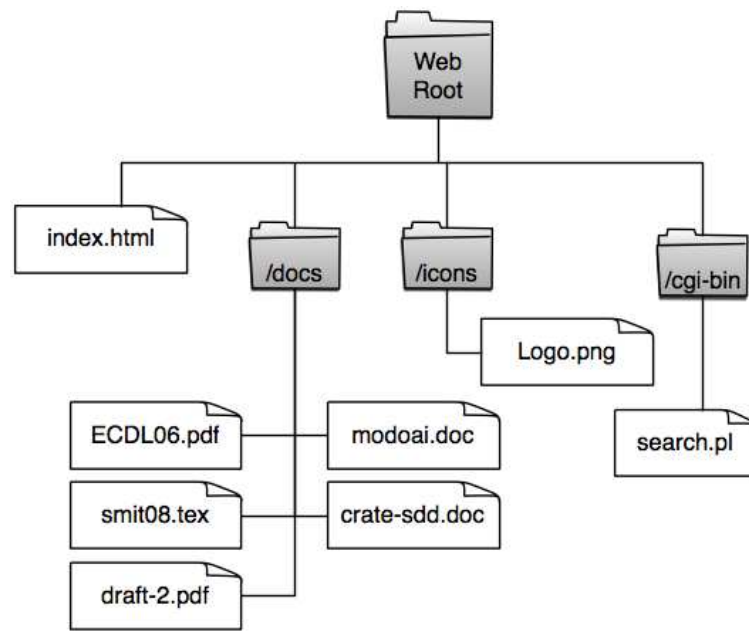 Web
Root
index.html
/docs
/icons
/cgi-bin
Logo.png
ECDL06.pdf
modoai.doc
search.pl
smit08.tex
crate-sdd.doc
draft-2.pdf